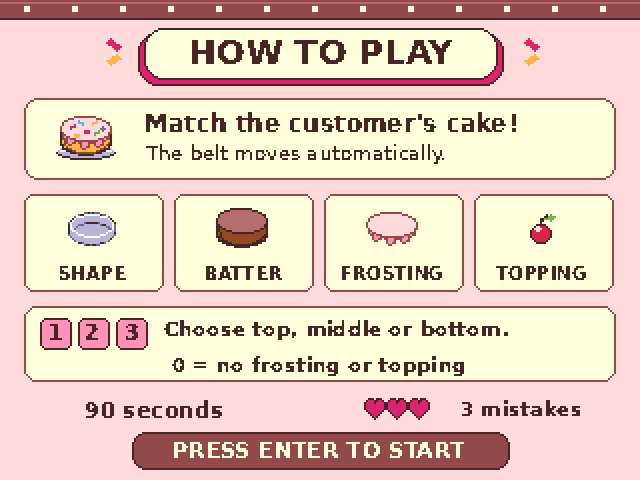 HOW TO PLAY
Match the customer's cake!
The belt moves automatically.
SHAPE
BATTER
FROSTING
TOPPING
1 2 3 Choose top, middle or bottom.
0 = no frosting or topping
90 seconds
3 mistakes
PRESS ENTER TO START